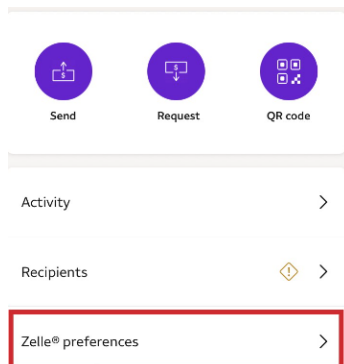 Send
Request
QR code
Activity
Recipients
Zelle® preferences